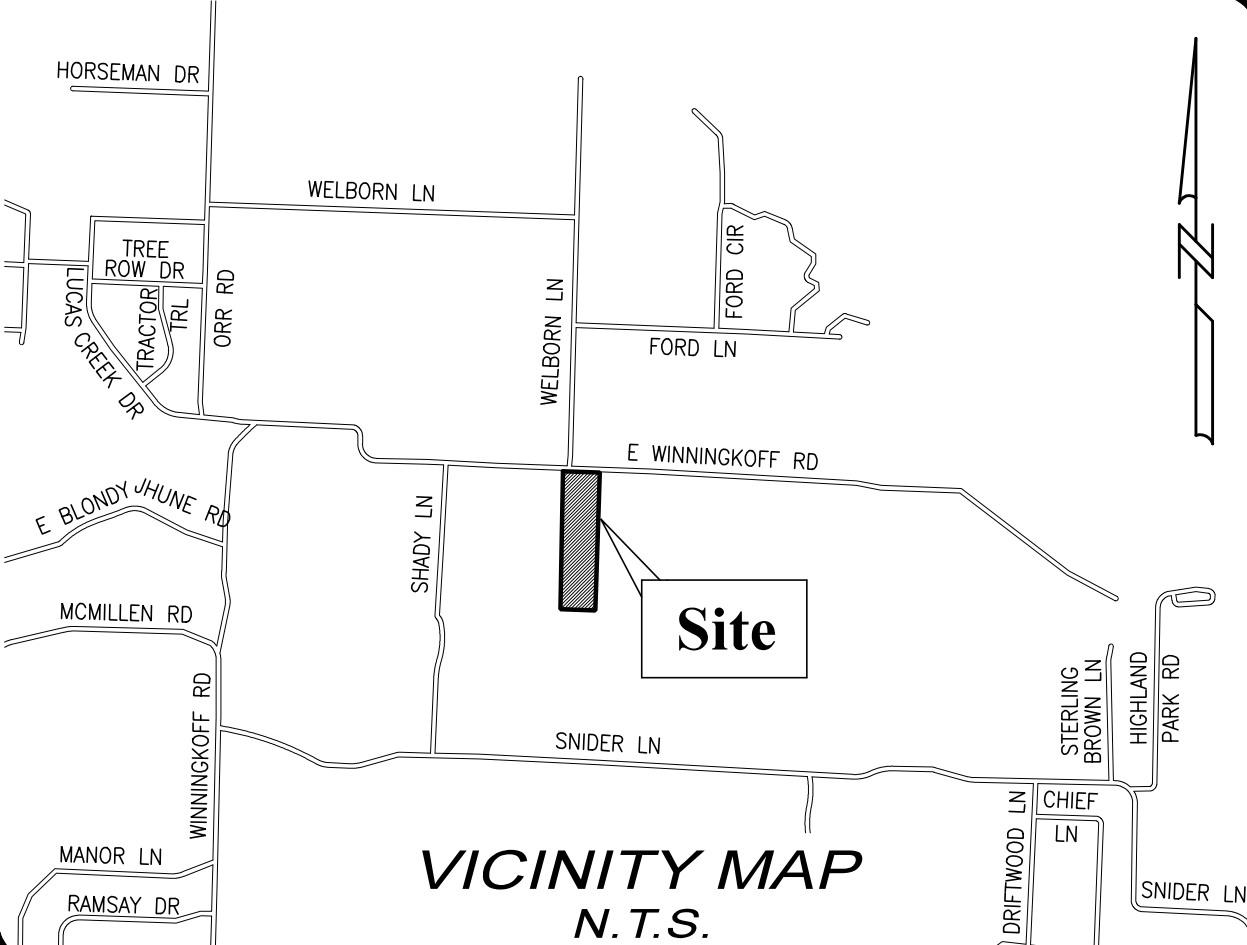 HORSEMAN DR
WELBORN LN
TREE
ROW DR
LUCAS CREEK DR
TRACTOR
TRL
ORR RD
WELBORN LN
FORD CIR
FORD LN
N
E WINNINGKOFF RD
E BLONDY JHUNE RD
SHADY LN
MCMILLEN RD
Site
WINNINGKOFF RD
STERLING
BROWN LN
HIGHLAND
PARK RD
SNIDER LN
CHIEF
LN
DRIFTWOOD LN
MANOR LN
RAMSAY DR
SNIDER LN
VICINITY MAP
N.T.S.